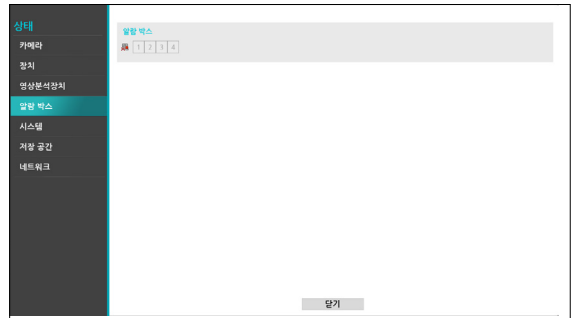 상태
카메라
장치
영상분석장치
알람 박스
시스템
저장 공간
네트워크
알람 박스
1 2 3 4
닫기